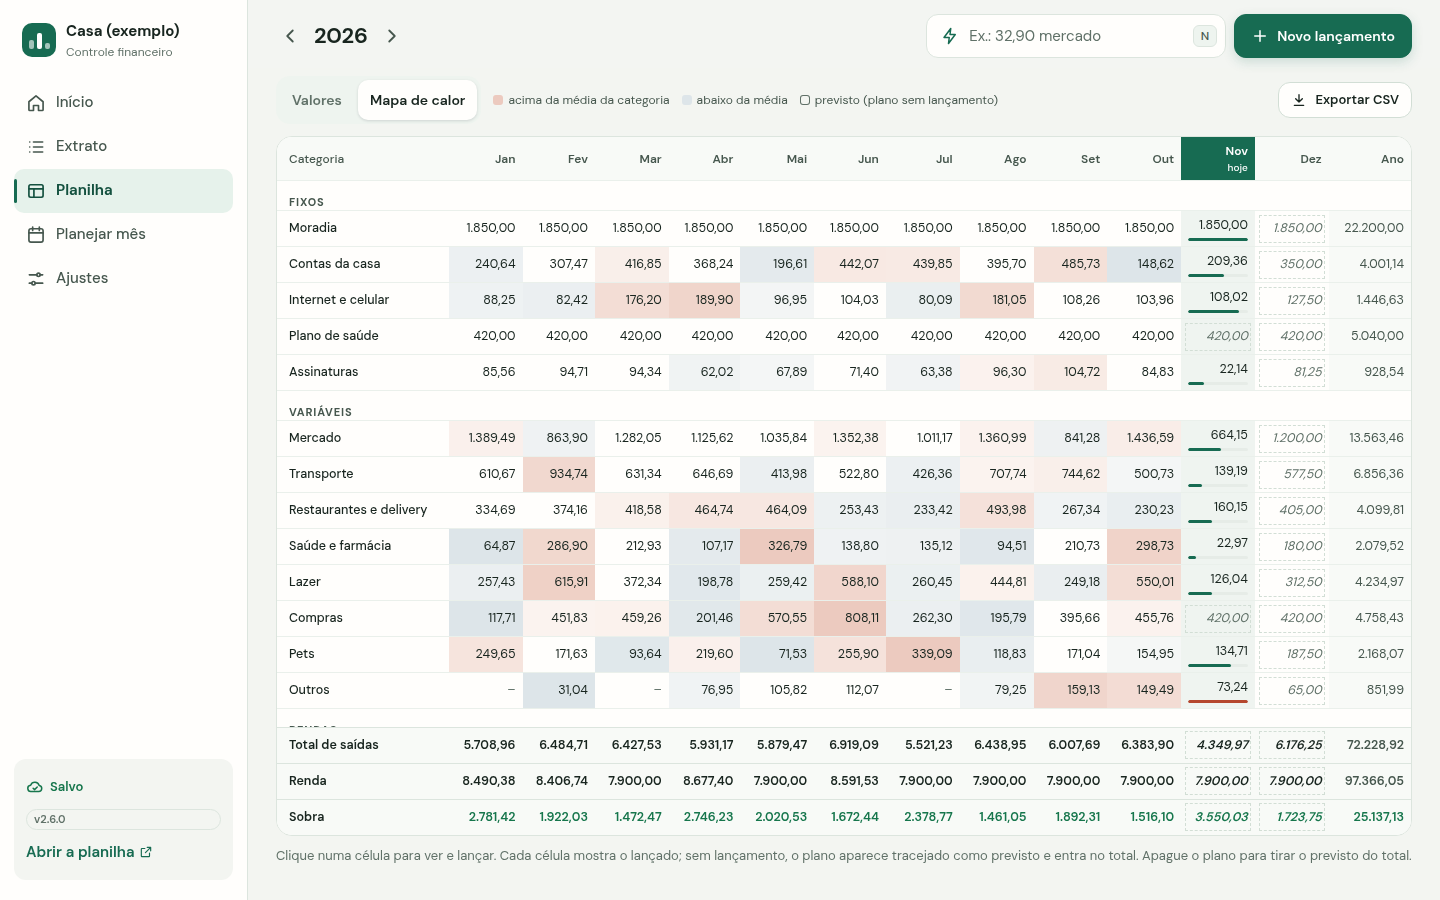 Casa (exemplo)
Controle financeiro
Início
Extrato
Planilha
Planejar mês
Ajustes
Salvo
v2.6.0
Abrir a planilha
2026
Ex.: 32,90 mercado N
Novo lançamento
Valores Mapa de calor acima da média da categoria abaixo da média previsto (plano sem lançamento) Exportar CSV
Categoria Jan Fev Mar Abr Mai Jun Jul Ago Set Out Nov hoje Dez Ano
FIXOS
Moradia 1.850,00 1.850,00 1.850,00 1.850,00 1.850,00 1.850,00 1.850,00 1.850,00 1.850,00 1.850,00 1.850,00 1.850,00 22.200,00
Contas da casa 240,64 307,47 416,85 368,24 196,61 442,07 439,85 395,70 485,73 148,62 209,36 350,00 4.001,14
Internet e celular 88,25 82,42 176,20 189,90 96,95 104,03 80,09 181,05 108,26 103,96 108,02 127,50 1.446,63
Plano de saúde 420,00 420,00 420,00 420,00 420,00 420,00 420,00 420,00 420,00 420,00 420,00 420,00 5.040,00
Assinaturas 85,56 94,71 94,34 62,02 67,89 71,40 63,38 96,30 104,72 84,83 22,14 81,25 928,54
VARIÁVEIS
Mercado 1.389,49 863,90 1.282,05 1.125,62 1.035,84 1.352,38 1.011,17 1.360,99 841,28 1.436,59 664,15 1.200,00 13.563,46
Transporte 610,67 934,74 631,34 646,69 413,98 522,80 426,36 707,74 744,62 500,73 139,19 577,50 6.856,36
Restaurantes e delivery 334,69 374,16 418,58 464,74 464,09 253,43 233,42 493,98 267,34 230,23 160,15 405,00 4.099,81
Saúde e farmácia 64,87 286,90 212,93 107,17 326,79 138,80 135,12 94,51 210,73 298,73 22,97 180,00 2.079,52
Lazer 257,43 615,91 372,34 198,78 259,42 588,10 260,45 444,81 249,18 550,01 126,04 312,50 4.234,97
Compras 117,71 451,83 459,26 201,46 570,55 808,11 262,30 195,79 395,66 455,76 420,00 420,00 4.758,43
Pets 249,65 171,63 93,64 219,60 71,53 255,90 339,09 118,83 171,04 154,95 134,71 187,50 2.168,07
Outros – 31,04 – 76,95 105,82 112,07 – 79,25 159,13 149,49 73,24 65,00 851,99
Total de saídas 5.708,96 6.484,71 6.427,53 5.931,17 5.879,47 6.919,09 5.521,23 6.438,95 6.007,69 6.383,90 4.349,97 6.176,25 72.228,92
Renda 8.490,38 8.406,74 7.900,00 8.677,40 7.900,00 8.591,53 7.900,00 7.900,00 7.900,00 7.900,00 7.900,00 7.900,00 97.366,05
Sobra 2.781,42 1.922,03 1.472,47 2.746,23 2.020,53 1.672,44 2.378,77 1.461,05 1.892,31 1.516,10 3.550,03 1.723,75 25.137,13
Clique numa célula para ver e lançar. Cada célula mostra o lançado; sem lançamento, o plano aparece tracejado como previsto e entra no total. Apague o plano para tirar o previsto do total.